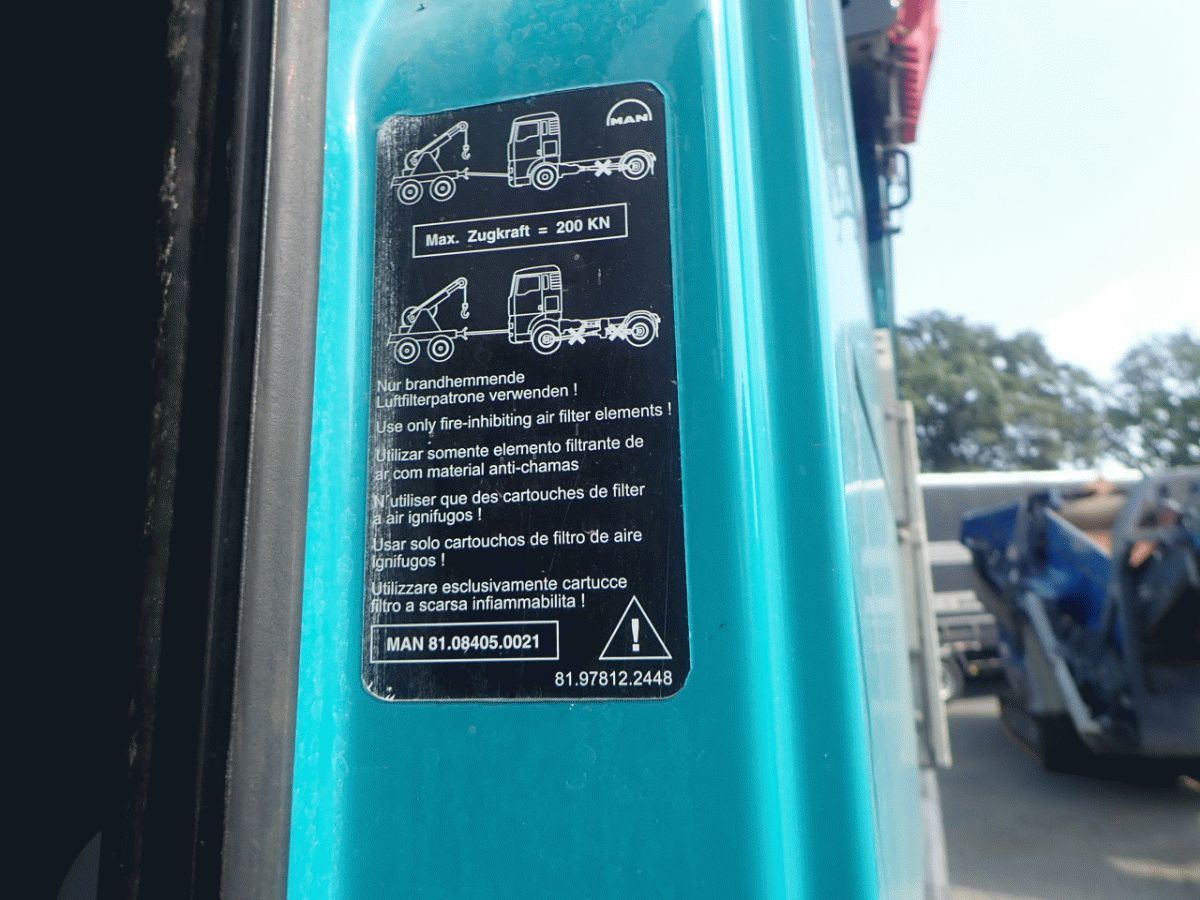 MAN
Max. Zugkraft = 200 KN
Nur brandhemmende
Luftfilterpatrone verwenden !
Use only fire-inhibiting air filter elements !
Utilizar somente elemento filtrante de
ar com material anti-chamas
N'utiliser que des cartouches de filter
a air ignifugos !
Usar solo cartouchos de filtro de aire
ignifugos !
Utilizzare esclusivamente cartucce
filtro a scarsa infiammabilita !
MAN 81.08405.0021
!
81.97812.2448